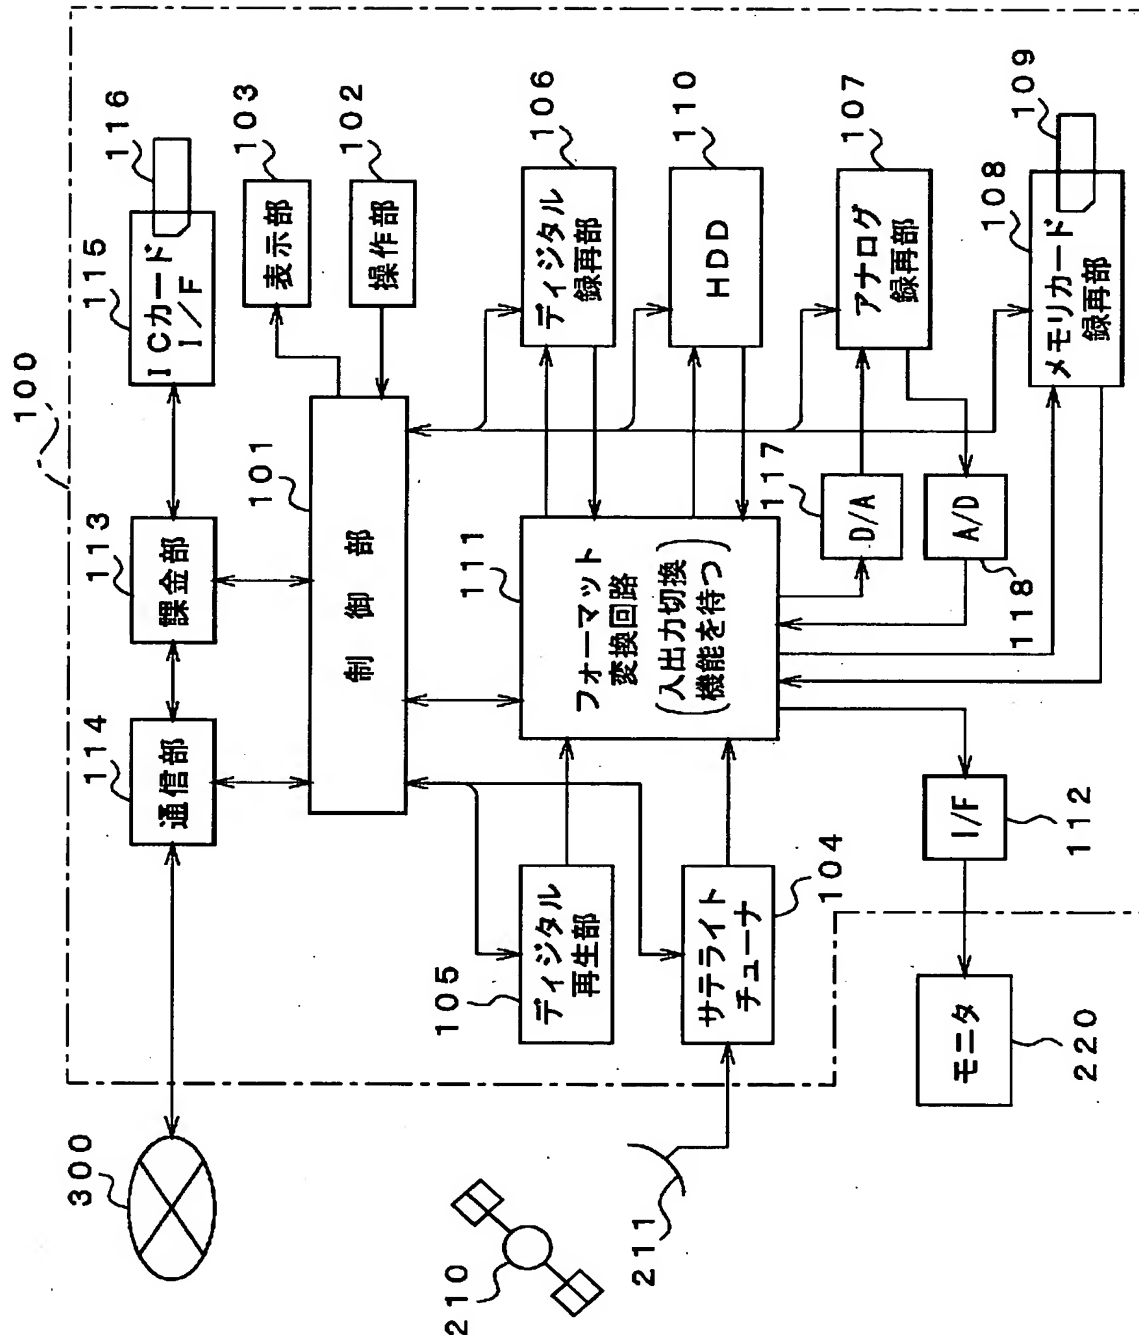 100
300
通信部
114
課金部
113
ICカード
I/F
115
116
制御部
101
表示部
103
操作部
102
210
211
ディジタル
再生部
105
サテライト
チューナ
104
フォーマット
変換回路
(入出力切換
機能を待つ)
111
ディジタル
録再部
106
HDD
110
D/A
117
A/D
118
アナログ
録再部
107
メモリカード
録再部
108
109
I/F
112
モニタ
220